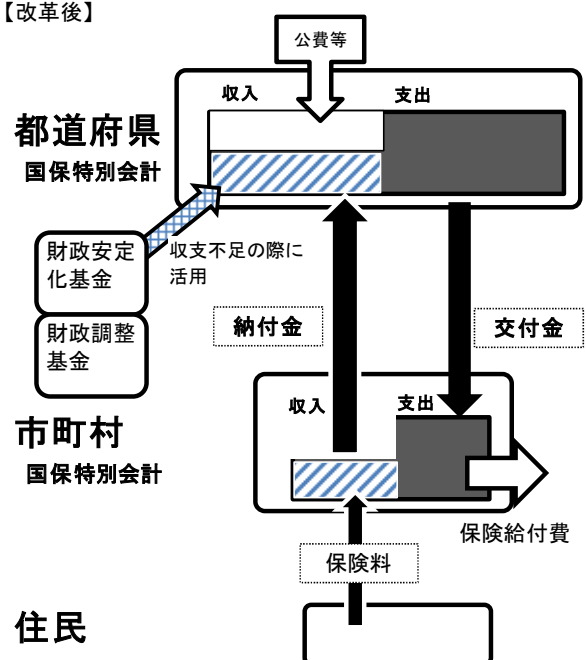 【改革後】
公費等
収入
支出
都道府県
国保特別会計
財政安定
化基金
収支不足の際に
活用
財政調整
基金
納付金
交付金
収入
支出
市町村
国保特別会計
保険給付費
保険料
住民